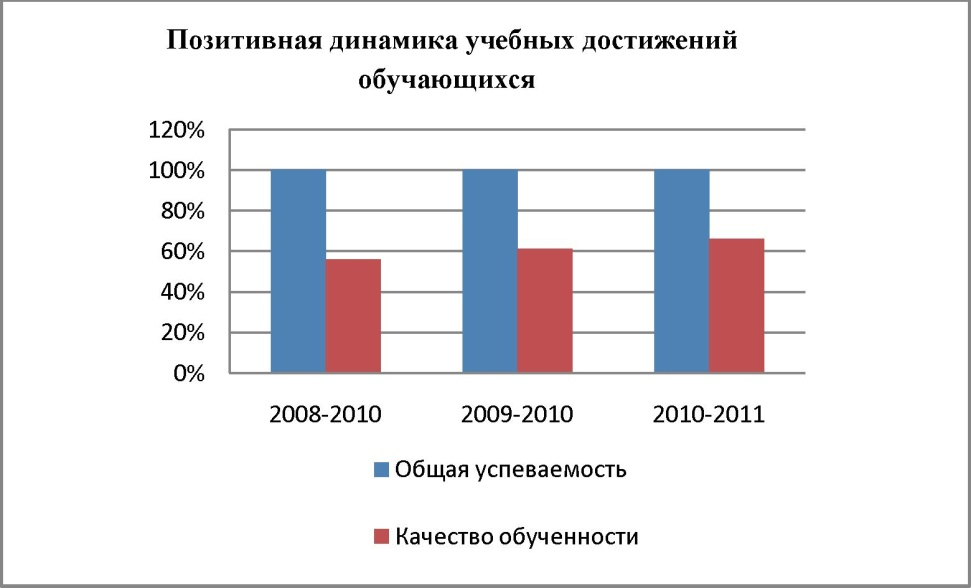 Позитивная динамика учебных достижений
обучающихся
120%
100%
80%
60%
40%
20%
0%
2008-2010 2009-2010 2010-2011
Общая успеваемость
Качество обученности